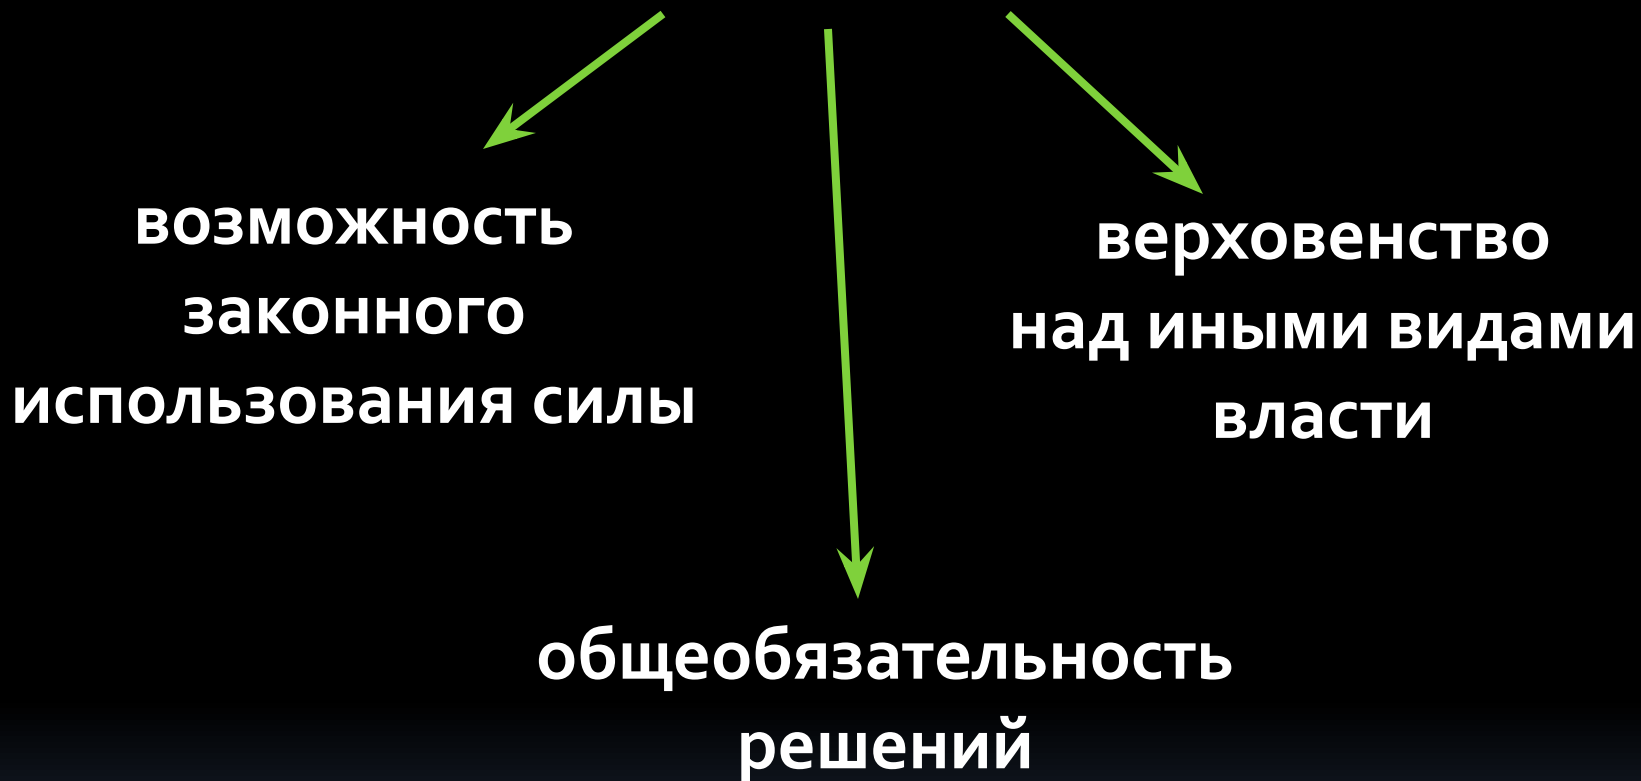 возможность
законного
использования силы
верховенство
над иными видами
власти
общеобязательность
решений